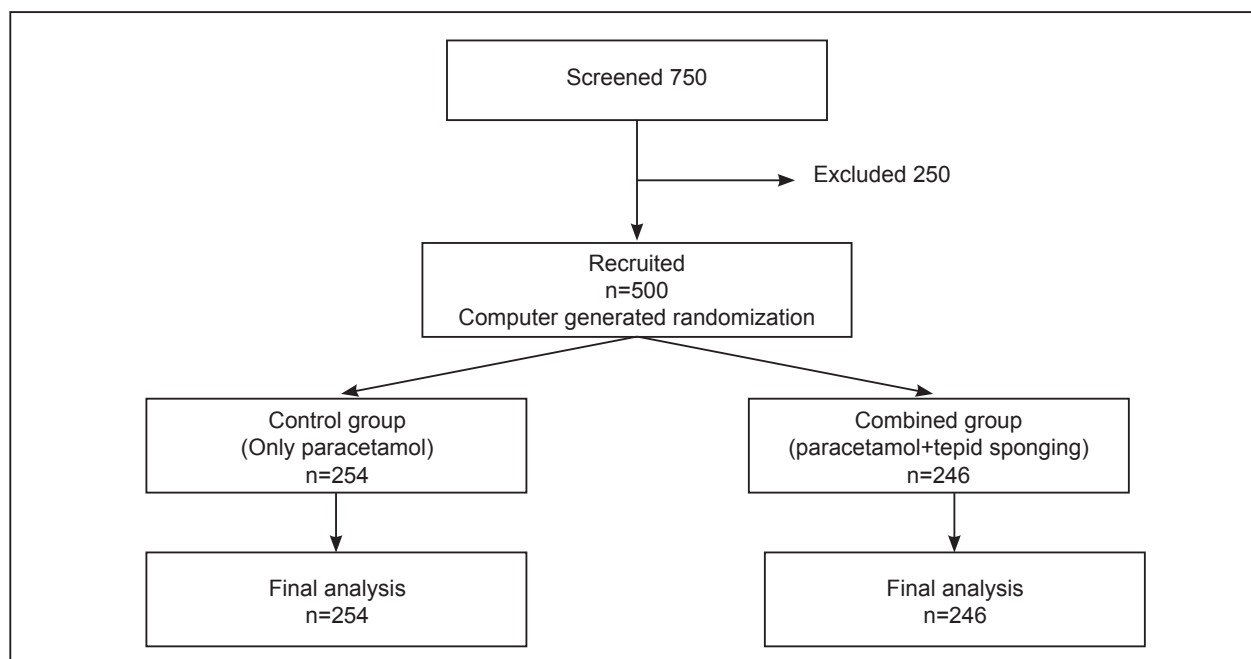 Screened 750
Excluded 250
Recruited
n=500
Computer generated randomization
Control group
(Only paracetamol)
n=254
Combined group
(paracetamol+tepid sponging)
n=246
Final analysis
n=254
Final analysis
n=246